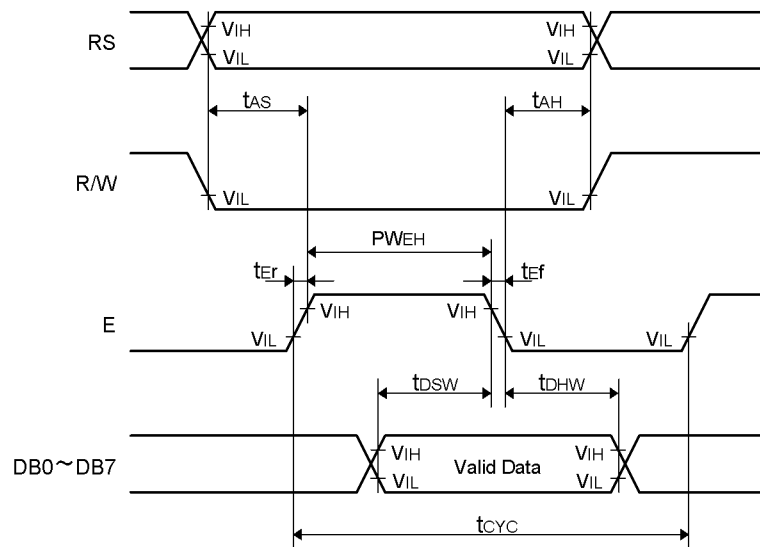 VIH VIH
RS
VIL VIL
tAS tAH
R/W
VIL VIL
PWEH
tEr tEf
E
VIH VIH
VIL VIL VIL
tDSW tDHW
VIH VIH
DB0～DB7 Valid Data
VIL VIL
tCYC